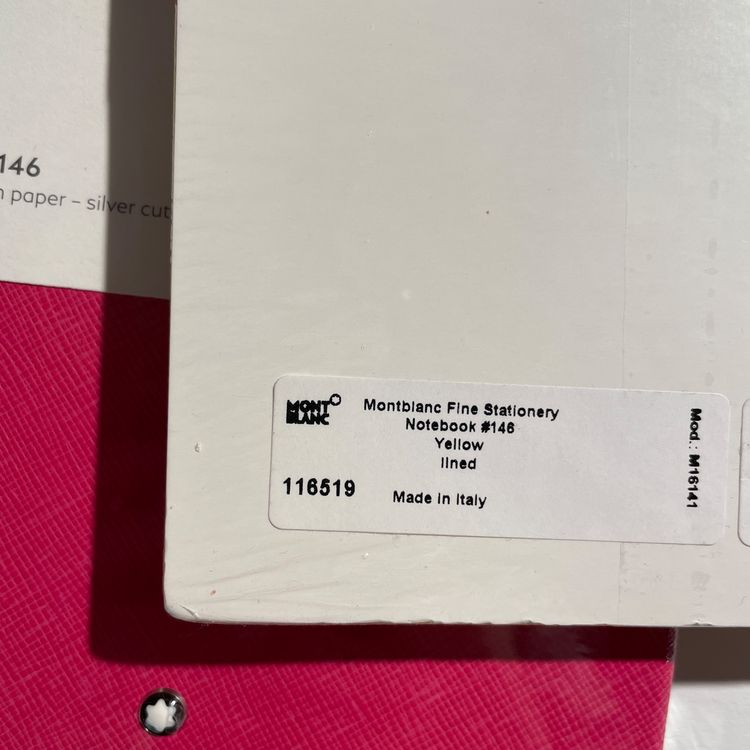 146
paper – silver cut
MONT
BLANC
Montblanc Fine Stationery
Notebook #146
Yellow
lined
116519
Made in Italy
Mod.: M16141